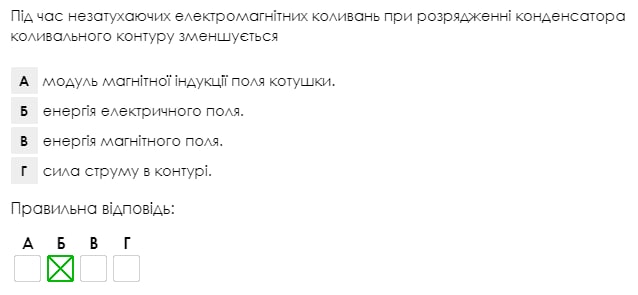 Під час незатухаючих електромагнітних коливань при розрядженні конденсатора
коливального контуру зменшується
А модуль магнітної індукції поля котушки.
Б енергія електричного поля.
В енергія магнітного поля.
Г сила струму в контурі.
Правильна відповідь:
А Б В Г